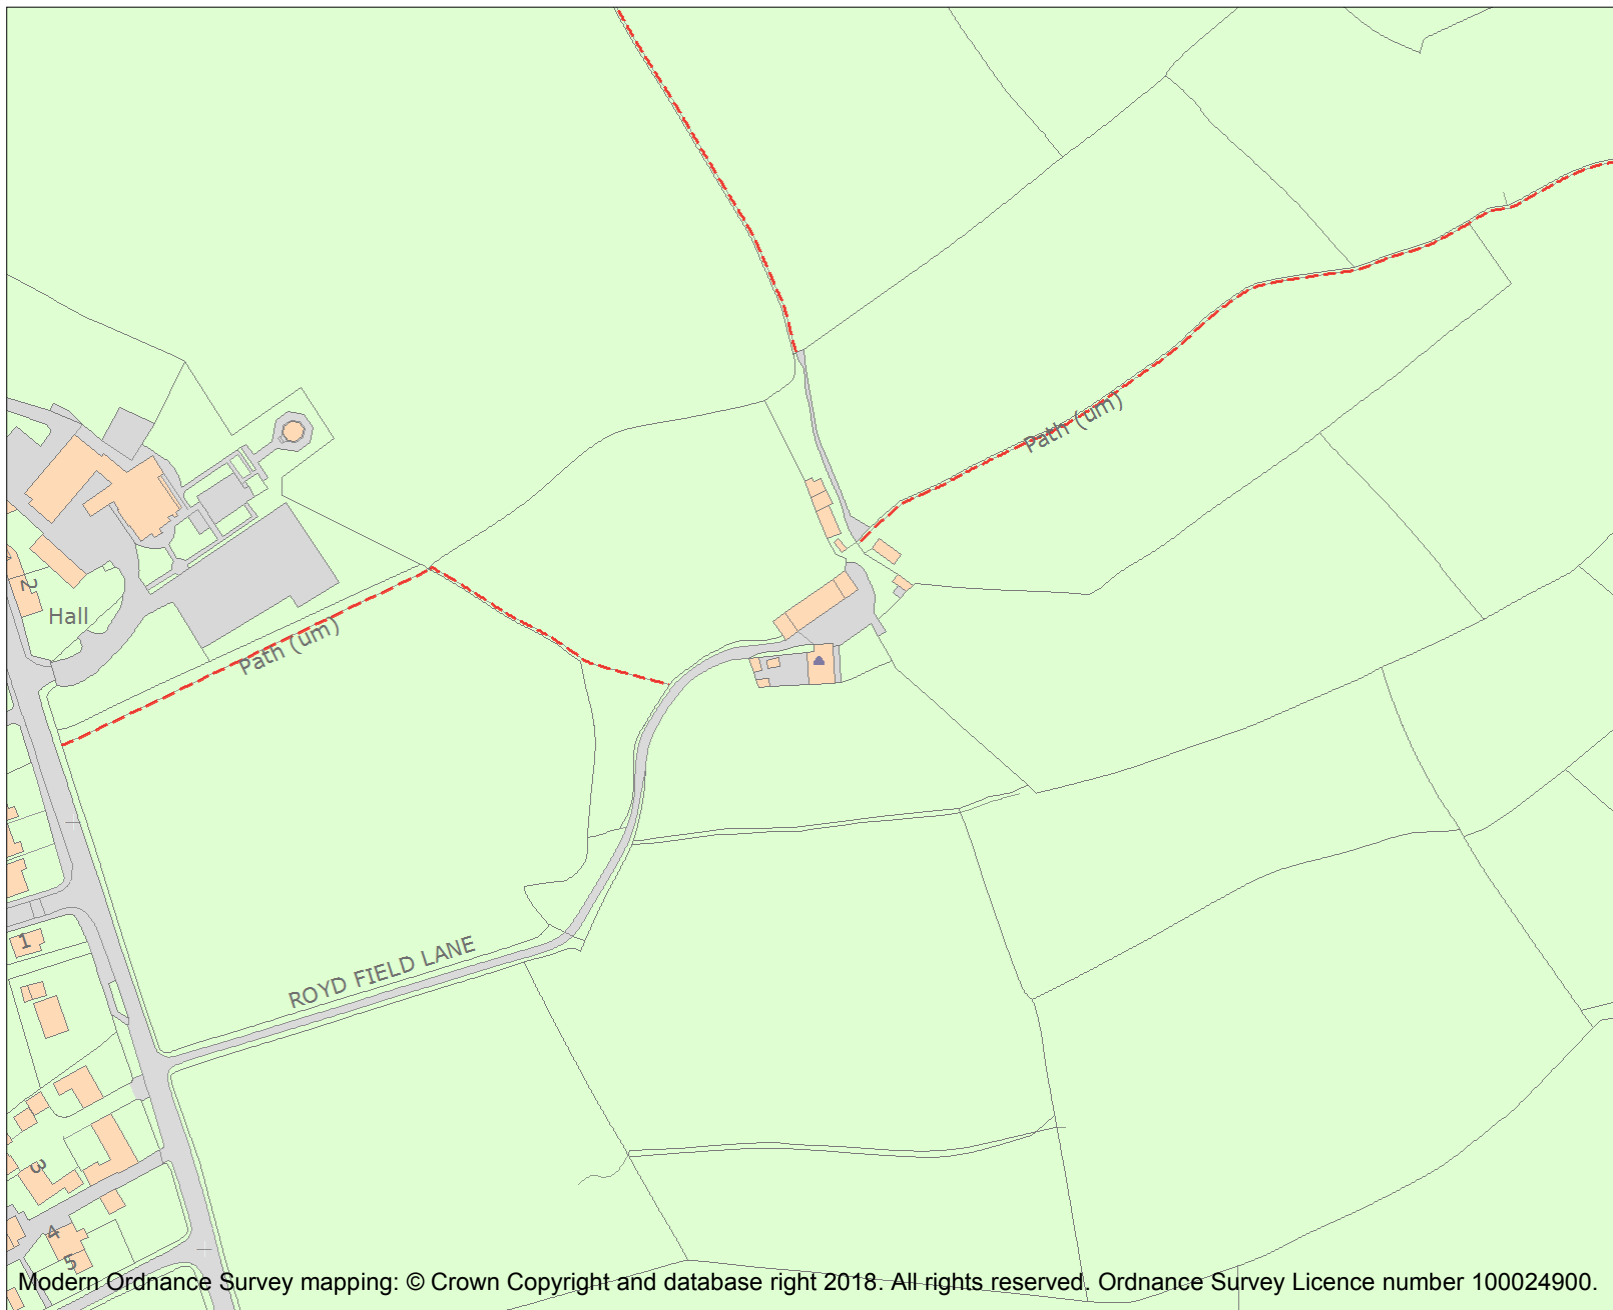 Path (um)
2
Hall
Path (um)
1
ROYD FIELD LANE
3
4
5
Modern Ordnance Survey mapping: © Crown Copyright and database right 2018. All rights reserved. Ordnance Survey Licence number 100024900.